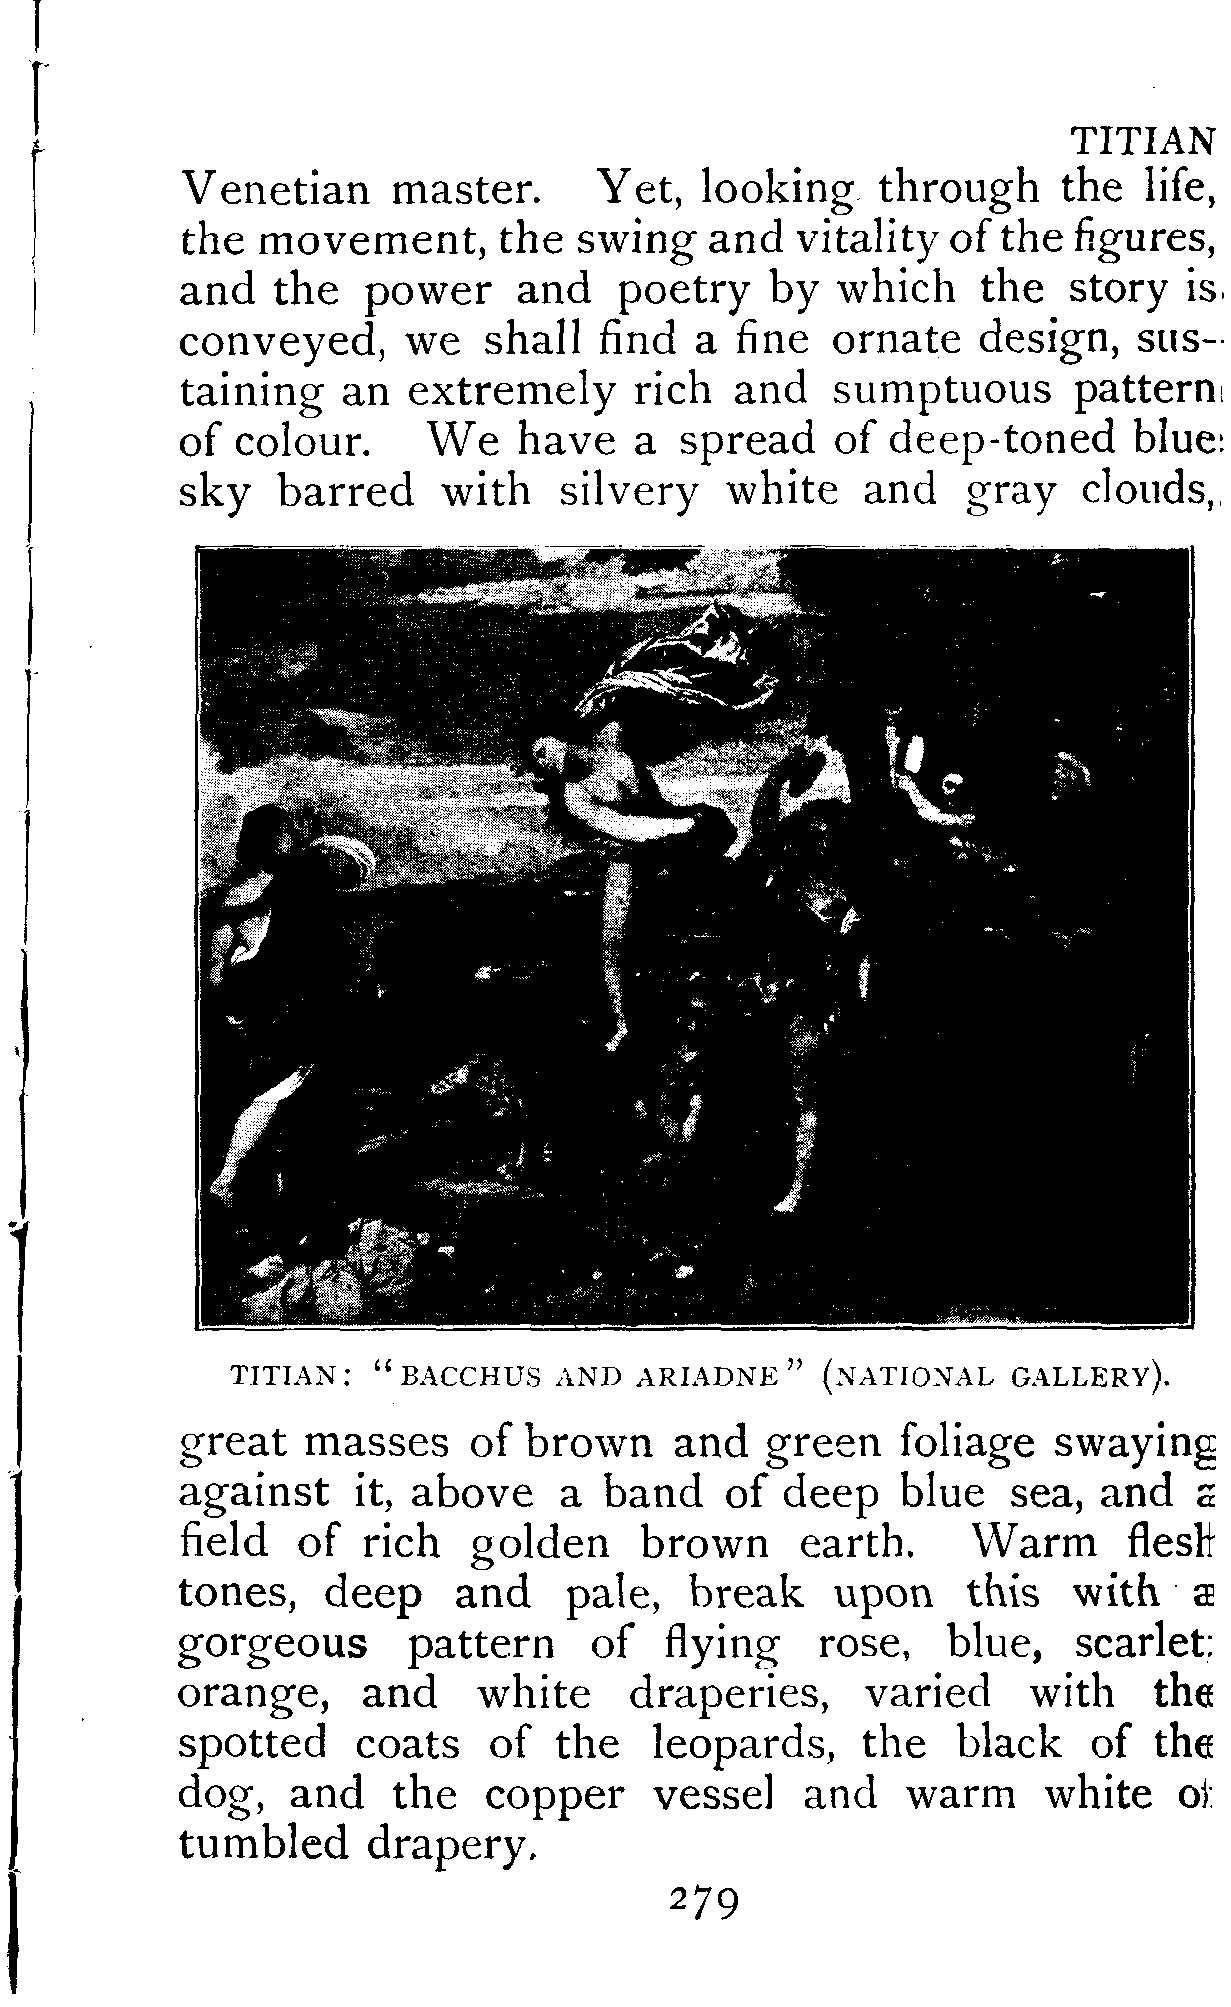 TITIAN
Venetian master. Yet, looking through the life,
the movement, the swing and vitality of the figures,
and the power and poetry by which the story is
conveyed, we shall find a fine ornate design, sus-
taining an extremely rich and sumptuous pattern
of colour. We have a spread of deep-toned blue
sky barred with silvery white and gray clouds,
TITIAN: “BACCHUS AND ARIADNE” (NATIONAL GALLERY).
great masses of brown and green foliage swaying
against it, above a band of deep blue sea, and a
field of rich golden brown earth. Warm flesh
tones, deep and pale, break upon this with a
gorgeous pattern of flying rose, blue, scarlet,
orange, and white draperies, varied with the
spotted coats of the leopards, the black of the
dog, and the copper vessel and warm white of
tumbled drapery.
279